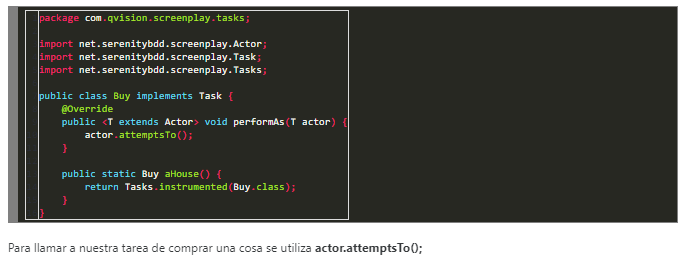 package com.qvision.screenplay.tasks;
import net.serenitybdd.screenplay.Actor;
import net.serenitybdd.screenplay.Task;
import net.serenitybdd.screenplay.Tasks;
public class Buy implements Task {
@Override
public <T extends Actor> void performAs(T actor) {
actor.attemptsTo();
}
public static Buy aHouse() {
return Tasks.instrumented(Buy.class);
}
}
Para llamar a nuestra tarea de comprar una cosa se utiliza actor.attemptsTo();